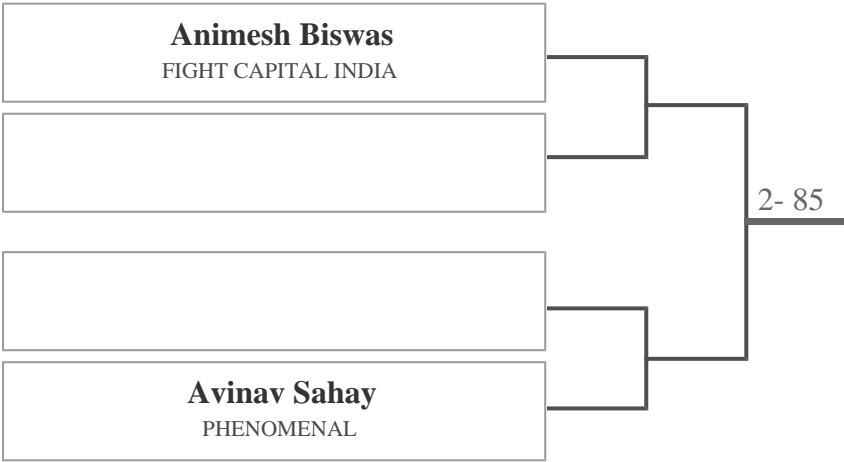 Animesh Biswas
FIGHT CAPITAL INDIA
2- 85
Avinav Sahay
PHENOMENAL